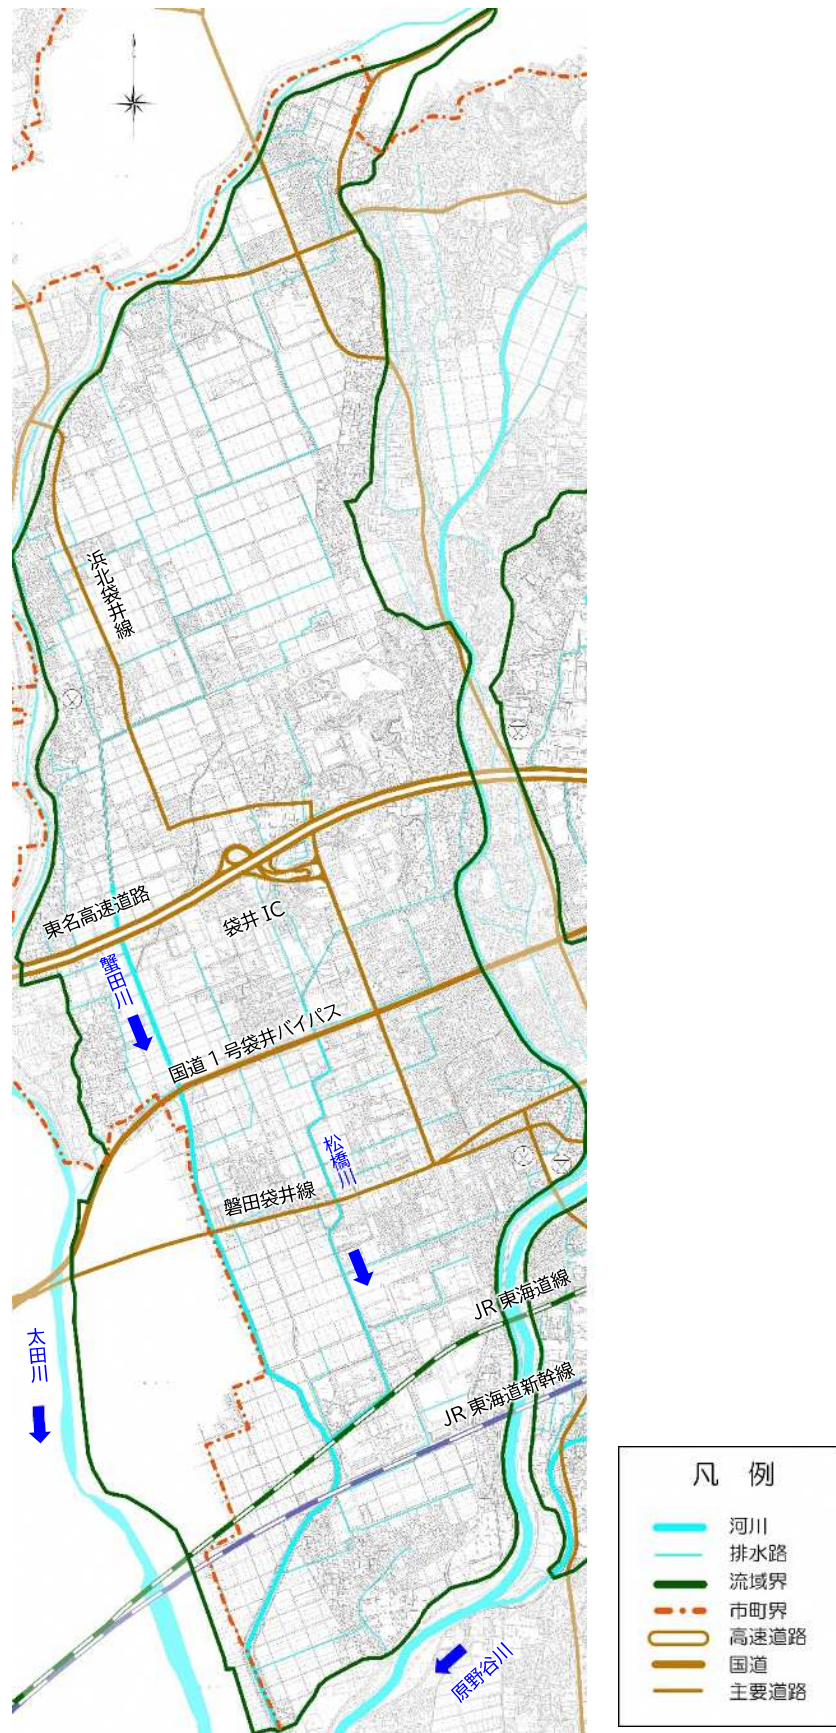 浜北袋井線
東名高速道路
袋井 IC
蟹田川
国道1号袋井バイパス
松橋川
磐田袋井線
JR 東海道線
太田川
JR 東海道新幹線
原野谷川
凡 例
河川
排水路
流域界
市町界
高速道路
国道
主要道路